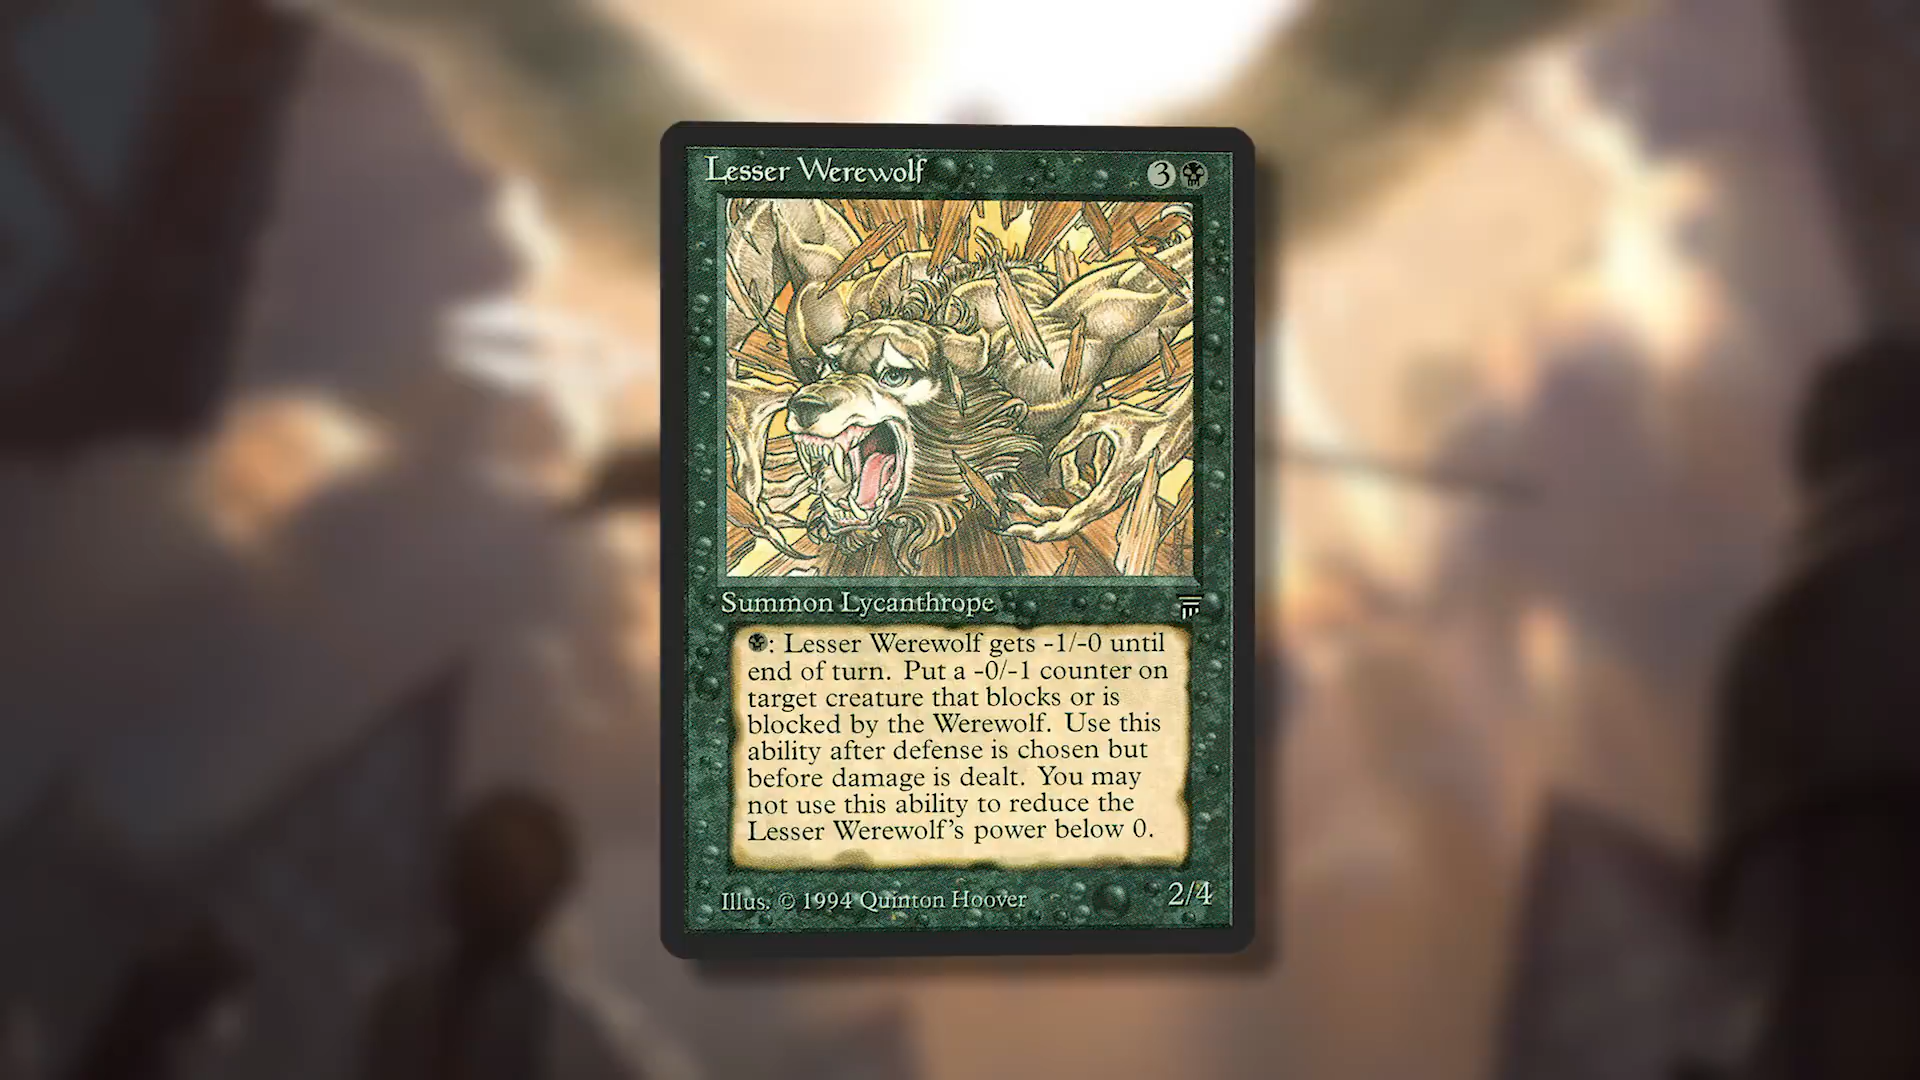 Lesser Werewolf 3
Summon Lycanthrope
: Lesser Werewolf gets -1/-0 until
end of turn. Put a -0/-1 counter on
target creature that blocks or is
blocked by the Werewolf. Use this
ability after defense is chosen but
before damage is dealt. You may
not use this ability to reduce the
Lesser Werewolf's power below 0.
Illus. © 1994 Quinton Hoover 2/4